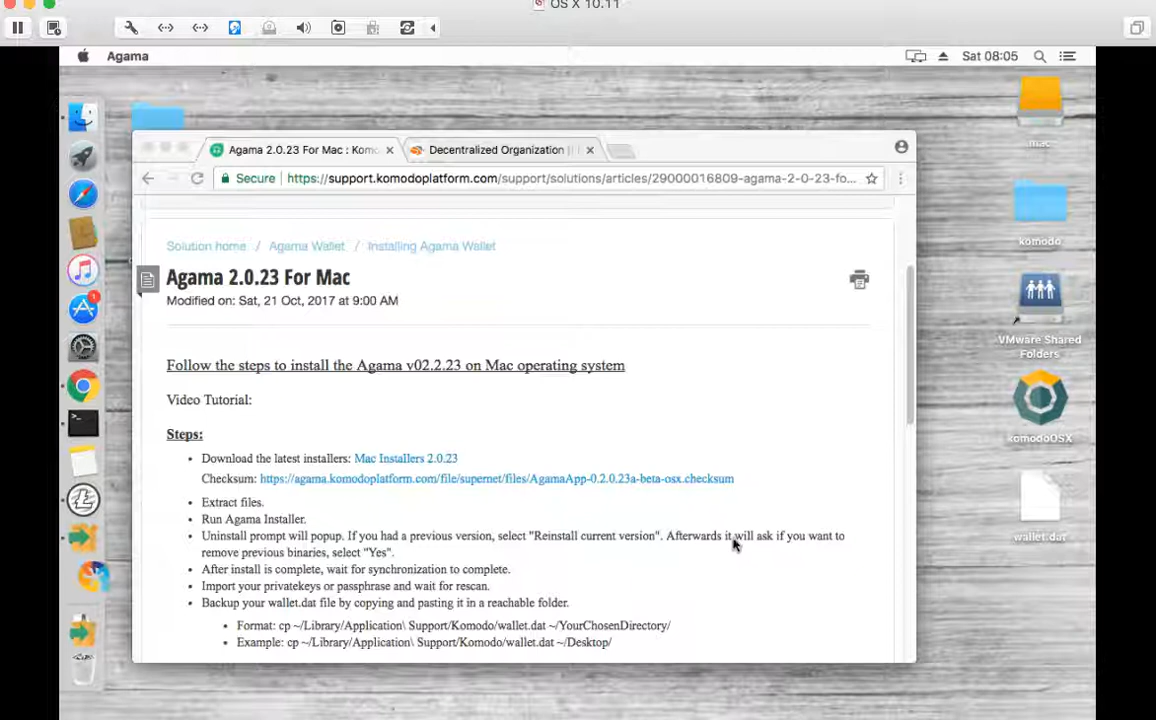 OS X 10.11
Agama
Sat 08:05
Agama 2.0.23 For Mac : Komo
Decentralized Organization |
Secure
https://support.komodoplatform.com/support/solutions/articles/29000016809-agama-2-0-23-fo...
Solution home / Agama Wallet / Installing Agama Wallet
Agama 2.0.23 For Mac
Modified on: Sat, 21 Oct, 2017 at 9:00 AM
Follow the steps to install the Agama v02.2.23 on Mac operating system
Video Tutorial:
Steps:
Download the latest installers: Mac Installers 2.0.23
Checksum: https://agama.komodoplatform.com/file/supernet/files/AgamaApp-0.2.0.23a-beta-osx.checksum
Extract files.
Run Agama Installer.
Uninstall prompt will popup. If you had a previous version, select "Reinstall current version". Afterwards it will ask if you want to
remove previous binaries, select "Yes".
After install is complete, wait for synchronization to complete.
Import your privatekeys or passphrase and wait for rescan.
Backup your wallet.dat file by copying and pasting it in a reachable folder.
Format: cp ~/Library/Application\ Support/Komodo/wallet.dat ~/YourChosenDirectory/
Example: cp ~/Library/Application\ Support/Komodo/wallet.dat ~/Desktop/
mac
komodo
VMware Shared
Folders
komodoOSX
wallet.dat
1